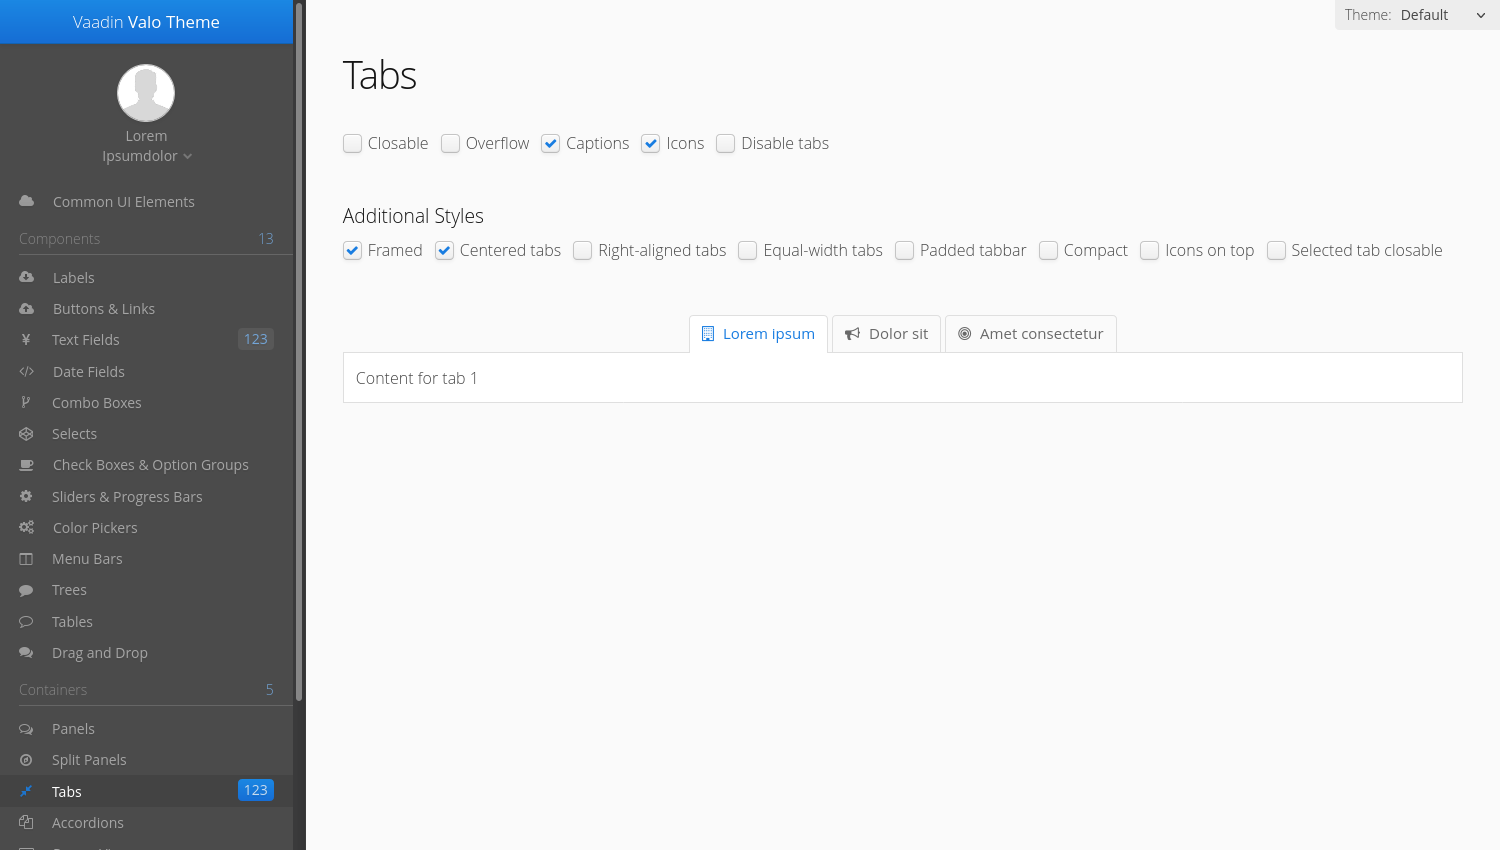 Vaadin Valo Theme
Lorem
Ipsumdolor
Common UI Elements
Components 13
Labels
Buttons & Links
Text Fields 123
Date Fields
Combo Boxes
Selects
Check Boxes & Option Groups
Sliders & Progress Bars
Color Pickers
Menu Bars
Trees
Tables
Drag and Drop
Containers 5
Panels
Split Panels
Tabs 123
Accordions
Theme: Default
Tabs
Closable Overflow Captions Icons Disable tabs
Additional Styles
Framed Centered tabs Right-aligned tabs Equal-width tabs Padded tabbar Compact Icons on top Selected tab closable
Lorem ipsum Dolor sit Amet consectetur
Content for tab 1